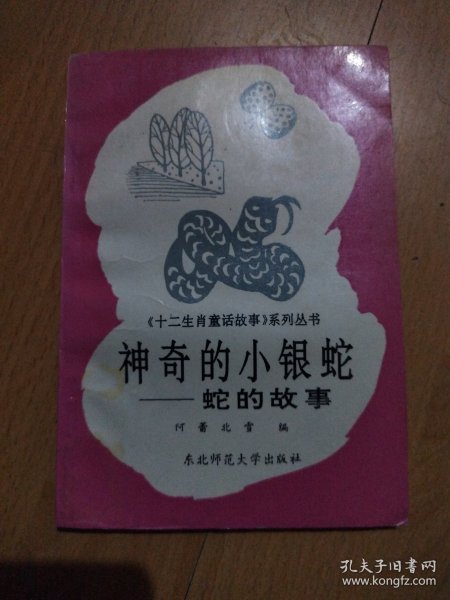 《十二生肖童话故事》系列丛书
神奇的小银蛇
——蛇的故事
阿蕾北雪 编
东北师范大学出版社
孔夫子旧书网
www.kongfz.com